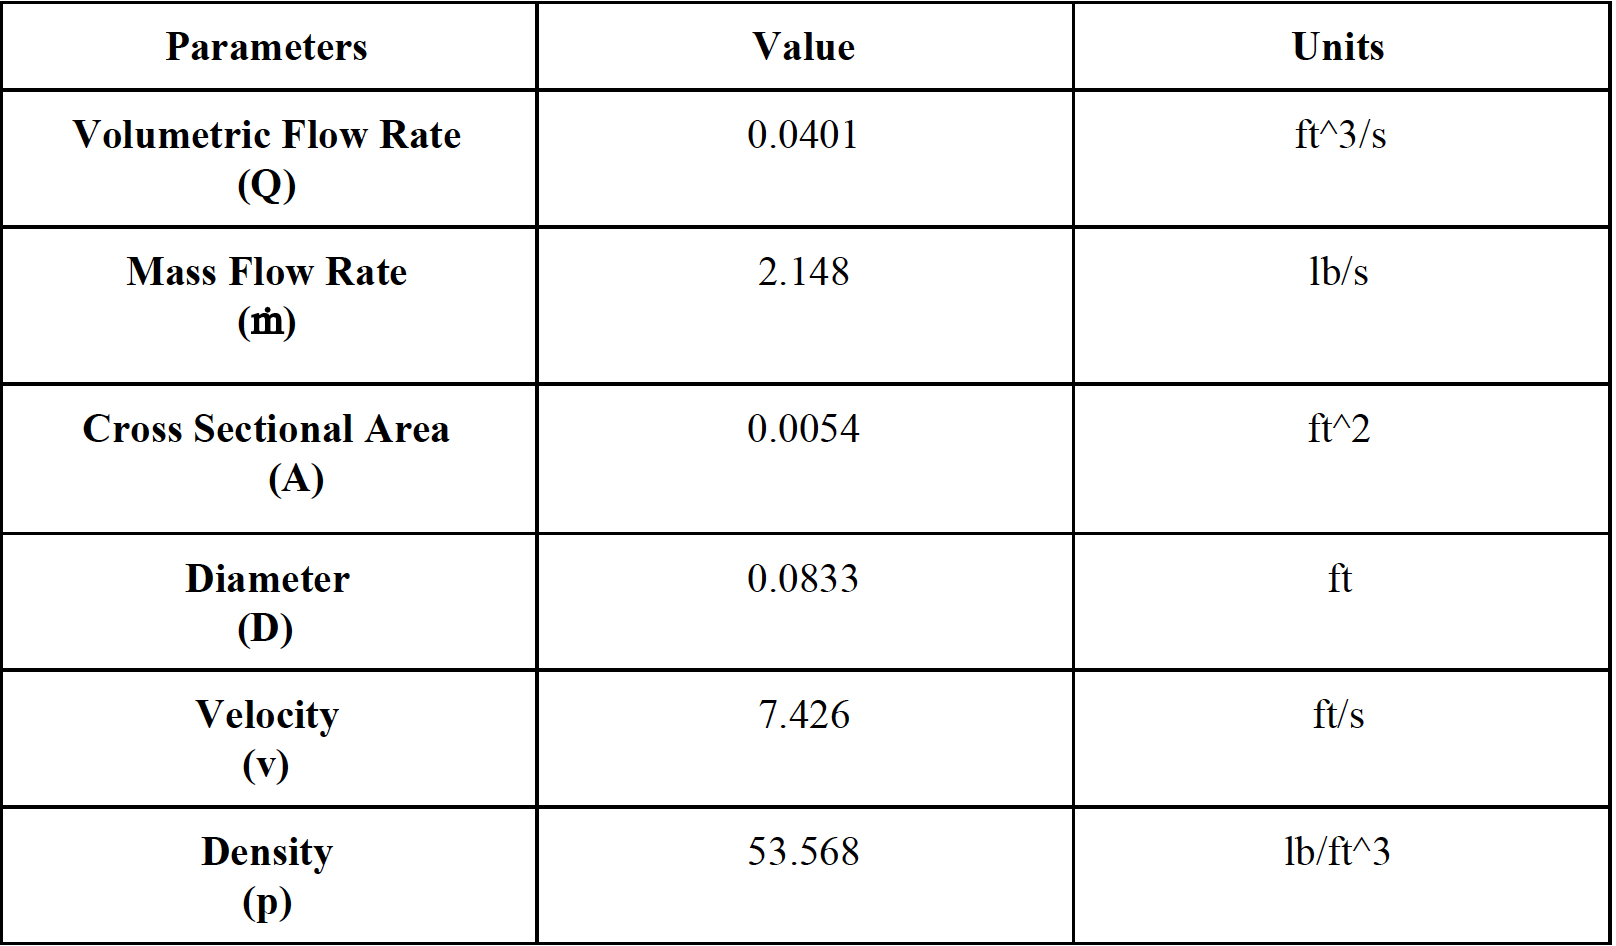 Parameters Value Units
Volumetric Flow Rate 0.0401 ft^3/s
(Q)
Mass Flow Rate 2.148 lb/s
(ṁ)
Cross Sectional Area 0.0054 ft^2
(A)
Diameter 0.0833 ft
(D)
Velocity 7.426 ft/s
(v)
Density 53.568 lb/ft^3
(p)